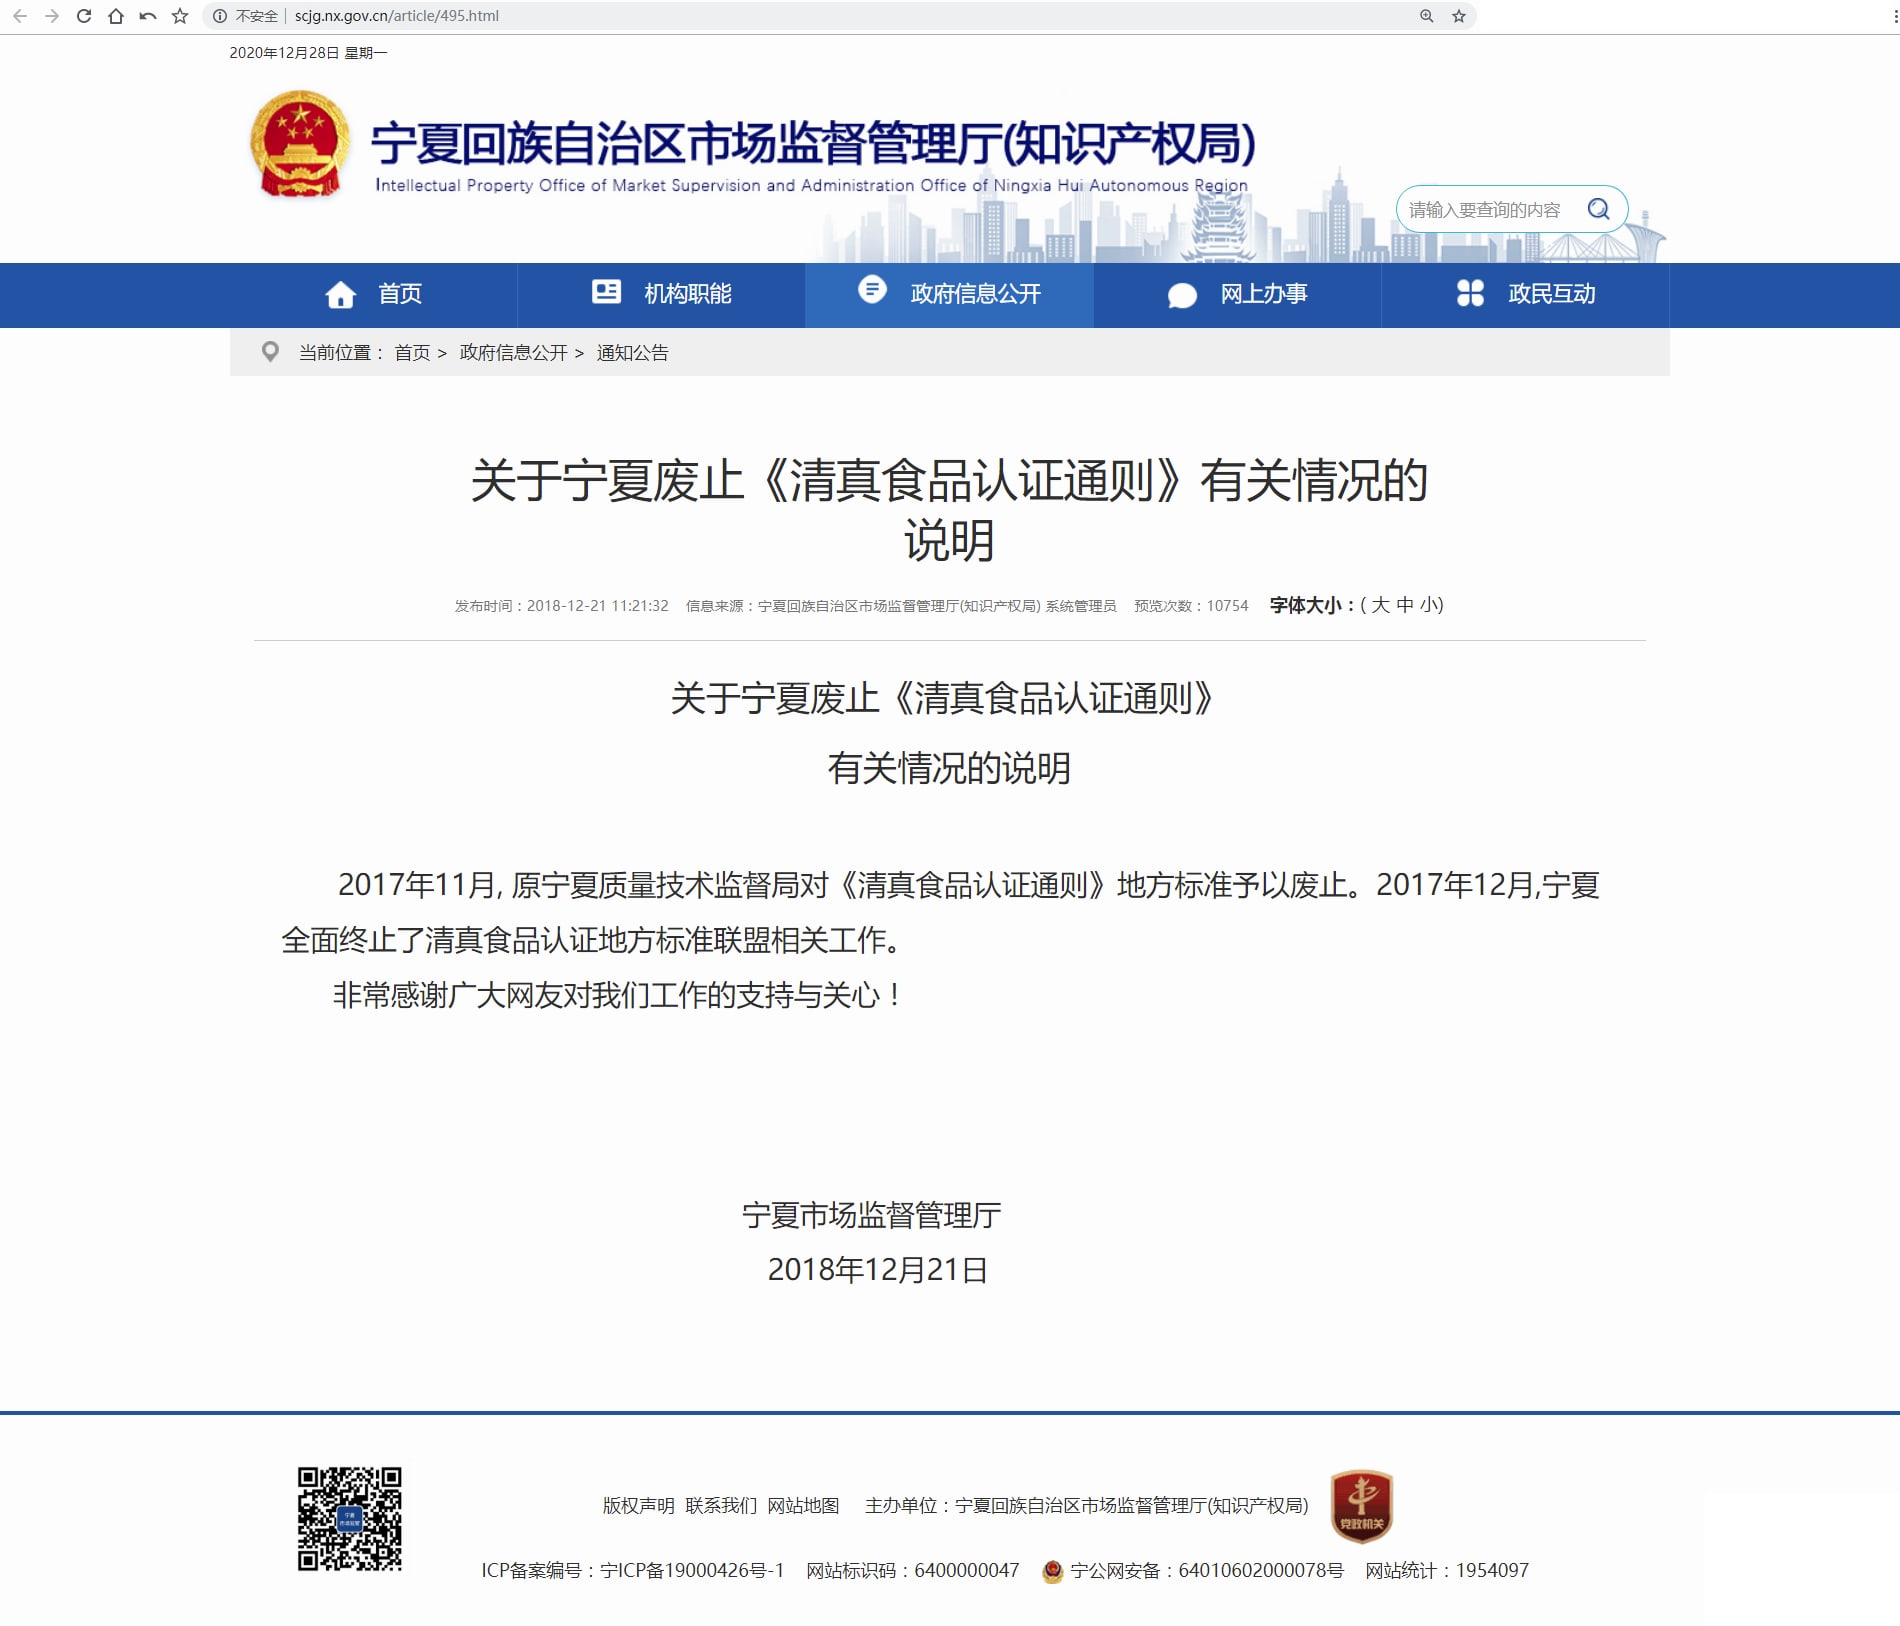 不安全 | scjg.nx.gov.cn/article/495.html
2020年12月28日 星期一
宁夏回族自治区市场监督管理厅(知识产权局)
Intellectual Property Office of Market Supervision and Administration Office of Ningxia Hui Autonomous Region
请输入要查询的内容
首页 机构职能 政府信息公开 网上办事 政民互动
当前位置： 首页 > 政府信息公开 > 通知公告
关于宁夏废止《清真食品认证通则》有关情况的
说明
发布时间：2018-12-21 11:21:32 信息来源：宁夏回族自治区市场监督管理厅(知识产权局) 系统管理员 预览次数：10754 字体大小：( 大 中 小)
关于宁夏废止《清真食品认证通则》
有关情况的说明
2017年11月, 原宁夏质量技术监督局对《清真食品认证通则》地方标准予以废止。2017年12月,宁夏
全面终止了清真食品认证地方标准联盟相关工作。
非常感谢广大网友对我们工作的支持与关心！
宁夏市场监督管理厅
2018年12月21日
宁夏
市场监管
版权声明 联系我们 网站地图 主办单位：宁夏回族自治区市场监督管理厅(知识产权局)
党政机关
ICP备案编号：宁ICP备19000426号-1 网站标识码：6400000047 宁公网安备：64010602000078号 网站统计：1954097